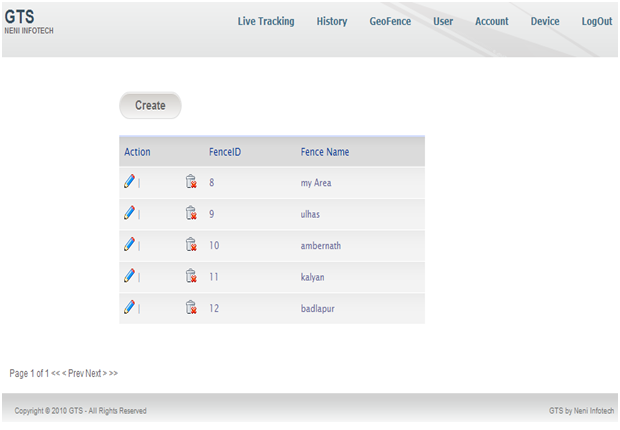 GTS
NENI INFOTECH
Live Tracking History GeoFence User Account Device LogOut
Create
Action FenceID Fence Name
| 8 my Area
| 9 ulhas
| 10 ambernath
| 11 kalyan
| 12 badlapur
Page 1 of 1 << < Prev Next > >>
Copyright © 2010 GTS - All Rights Reserved GTS by Neni Infotech